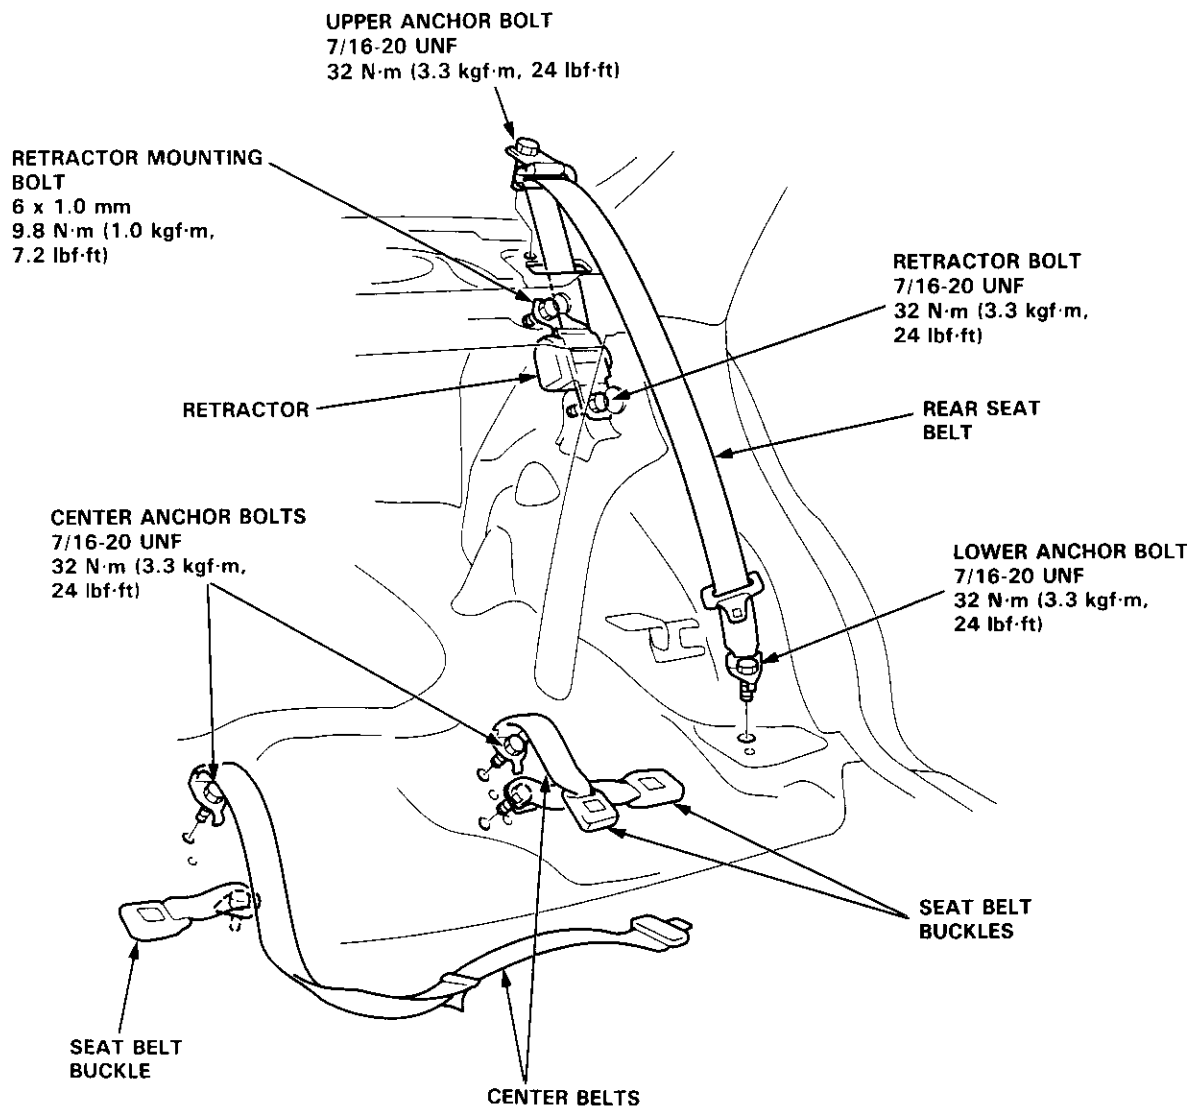 UPPER ANCHOR BOLT
7/16-20 UNF
32 N·m (3.3 kgf·m, 24 lbf·ft)
RETRACTOR MOUNTING
BOLT
6 x 1.0 mm
9.8 N·m (1.0 kgf·m,
7.2 lbf·ft)
RETRACTOR BOLT
7/16-20 UNF
32 N·m (3.3 kgf·m,
24 lbf·ft)
RETRACTOR
REAR SEAT
BELT
CENTER ANCHOR BOLTS
7/16-20 UNF
32 N·m (3.3 kgf·m,
24 lbf·ft)
LOWER ANCHOR BOLT
7/16-20 UNF
32 N·m (3.3 kgf·m,
24 lbf·ft)
SEAT BELT
BUCKLES
SEAT BELT
BUCKLE
CENTER BELTS